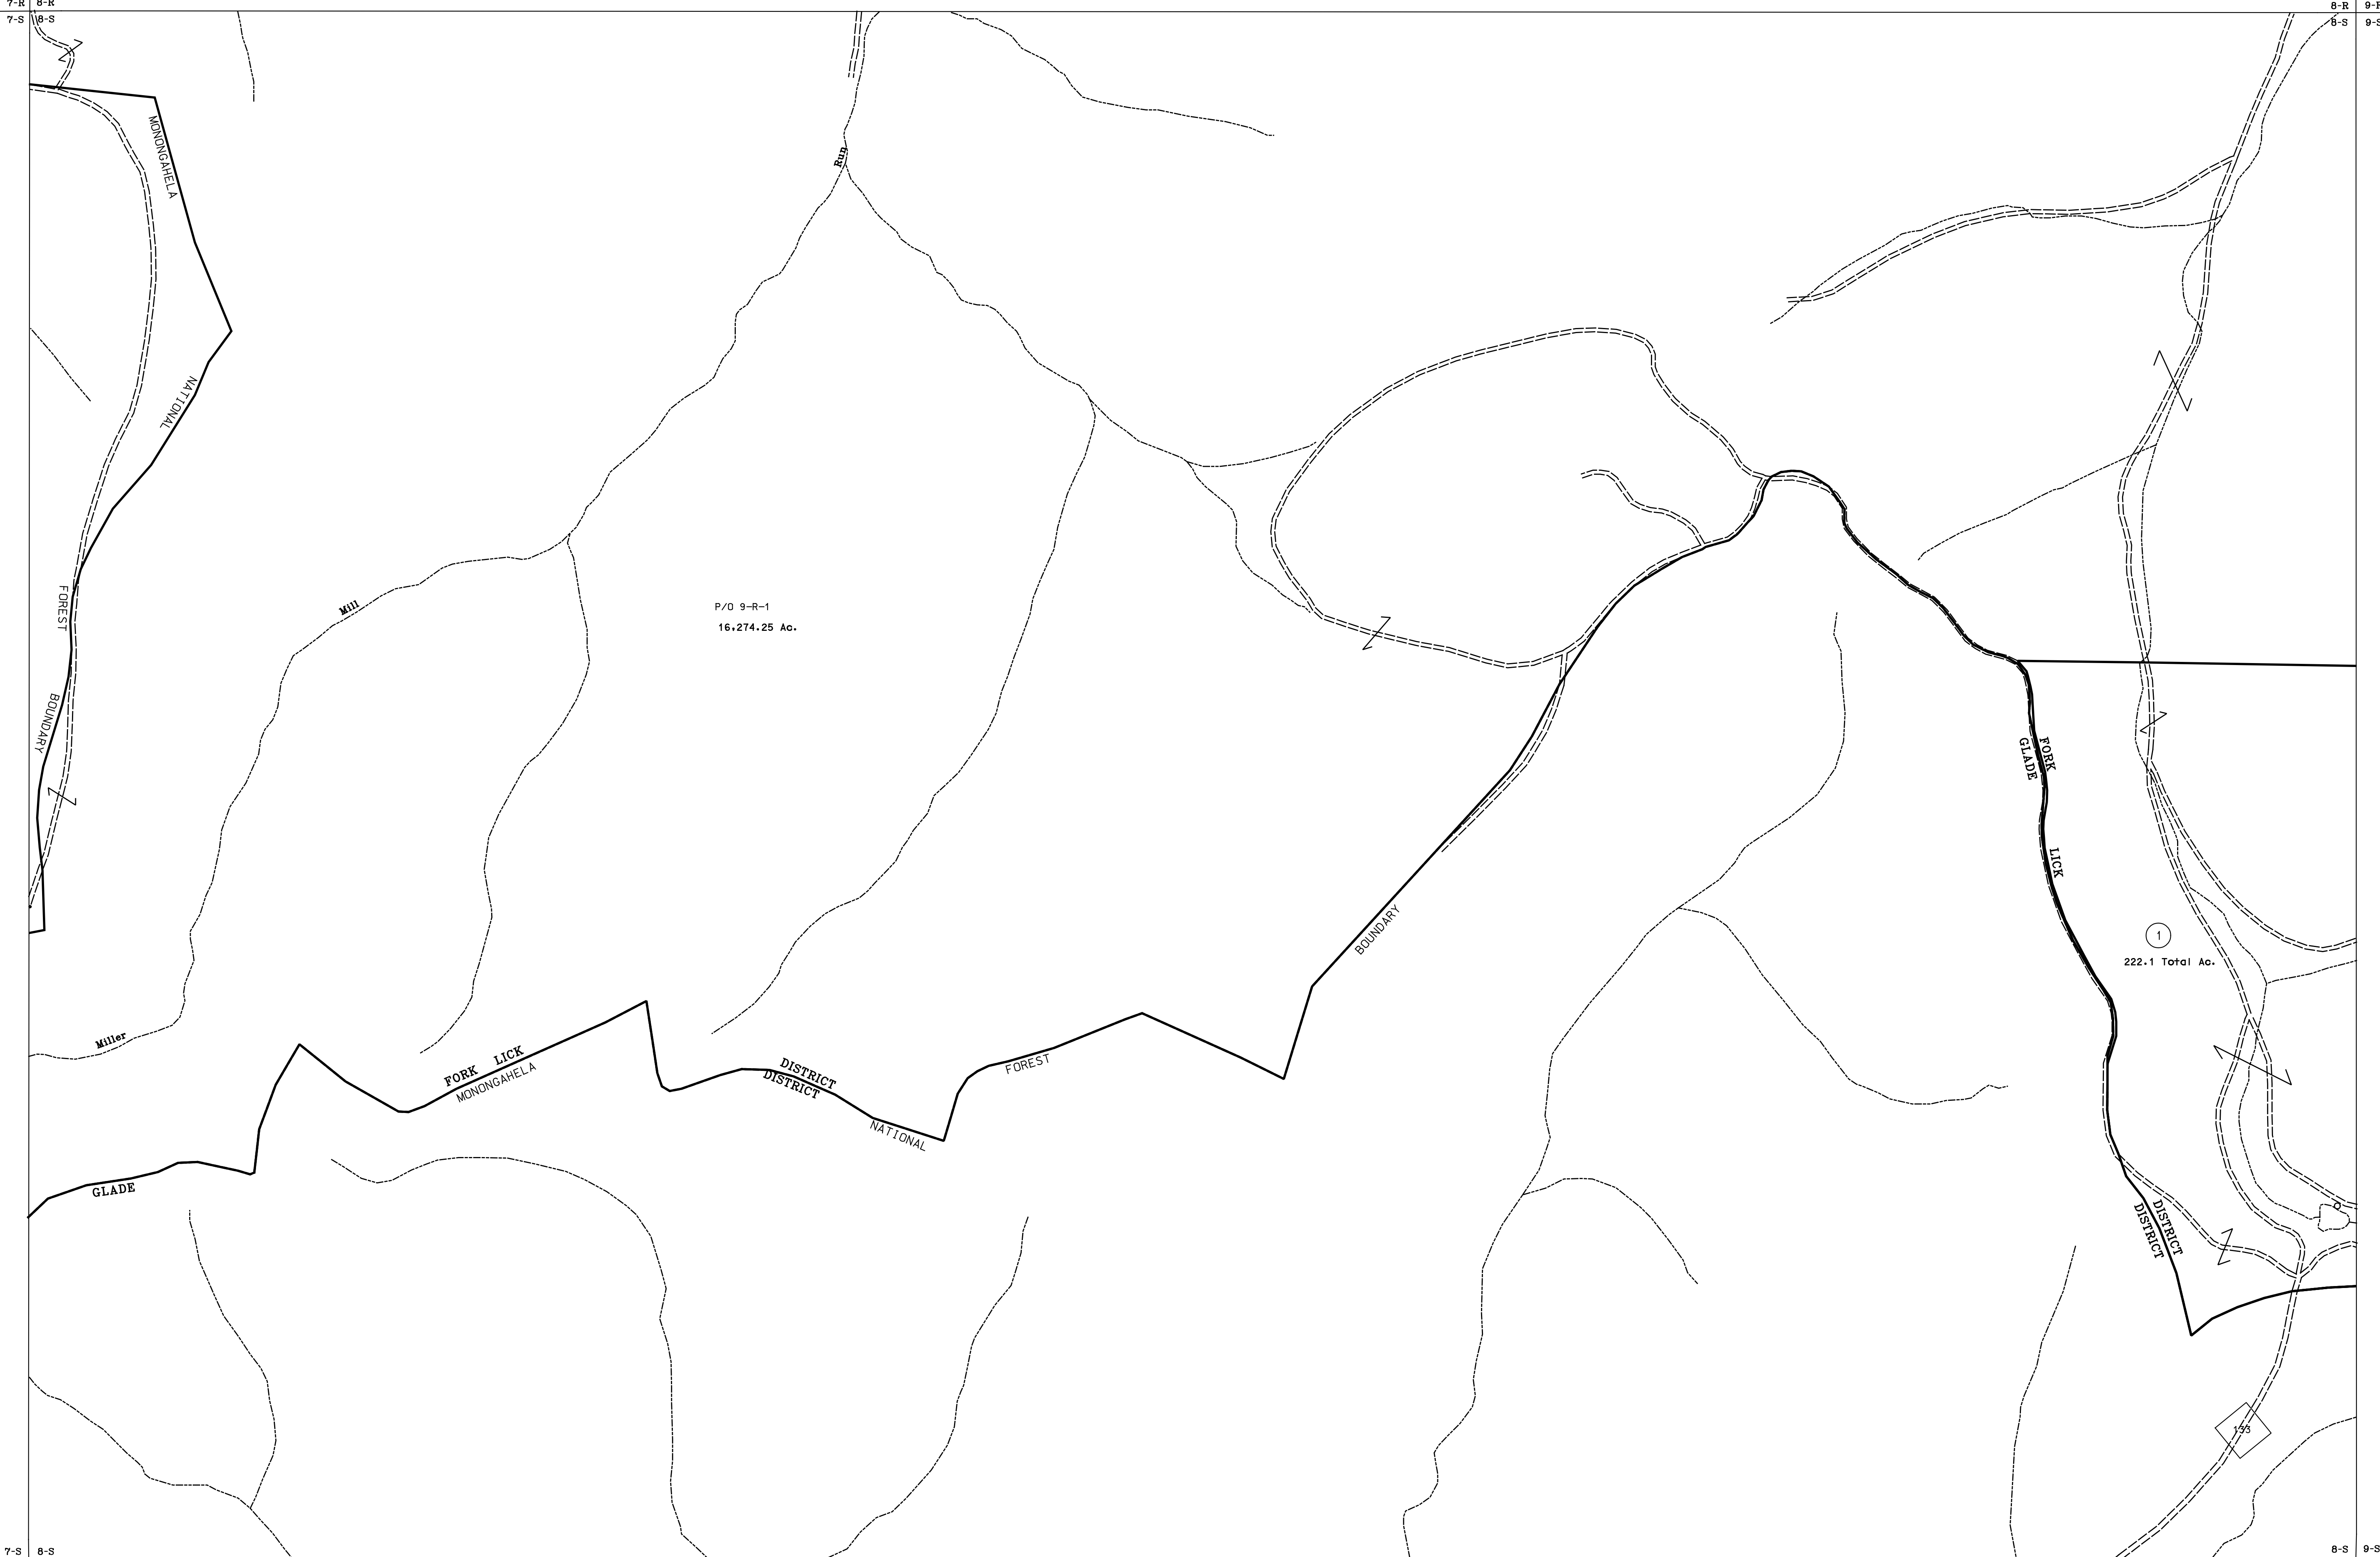 7-R 8-R
7-S 8-S
8-R
8-S 9-S
MONONGAHELA
NATIONAL
FOREST
BOUNDARY
Run
Mill
Miller
P/O 9-R-1
16,274.25 Ac.
FORK
GLADE
LICK
1
222.1 Total Ac.
BOUNDARY
FORK LICK
MONONGAHELA
DISTRICT
DISTRICT
NATIONAL
FOREST
GLADE
DISTRICT
DISTRICT
133
7-S 8-S
8-S 9-S